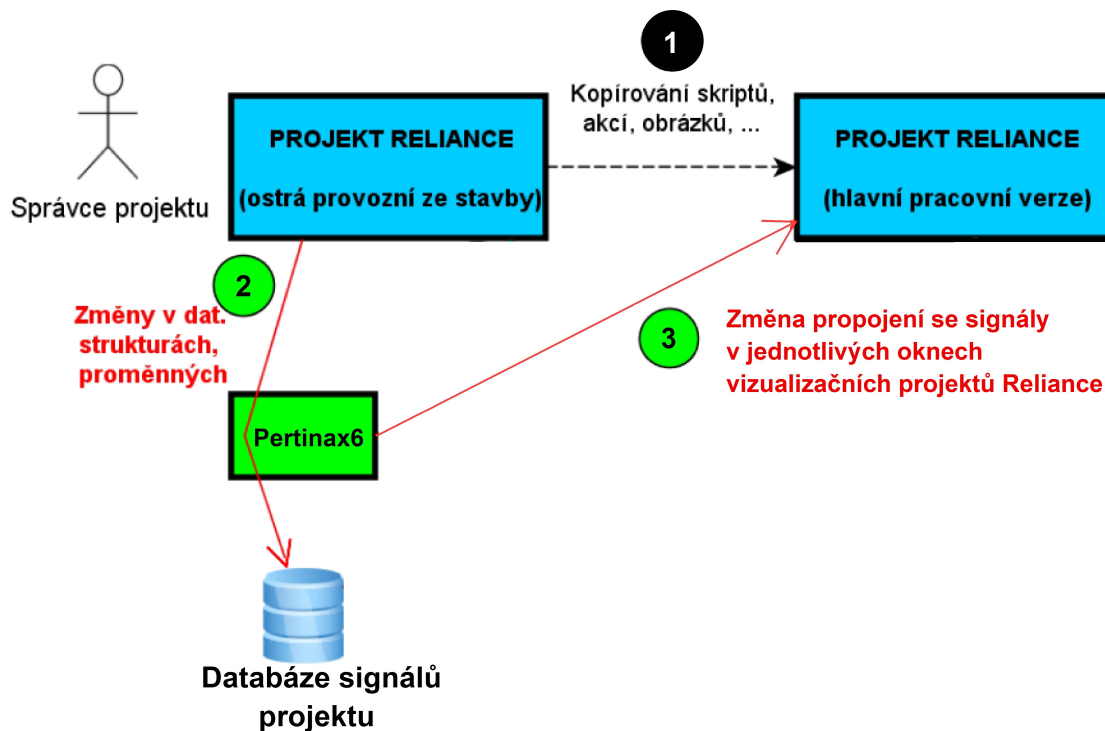 1
Kopírování skriptů,
akcí, obrázků, ...
PROJEKT RELIANCE
(ostrá provozní ze stavby)
PROJEKT RELIANCE
(hlavní pracovní verze)
Správce projektu
2
Změny v dat.
strukturách,
proměnných
3
Změna propojení se signály
v jednotlivých oknech
vizualizačních projektů Reliance
Pertinax6
Databáze signálů
projektu